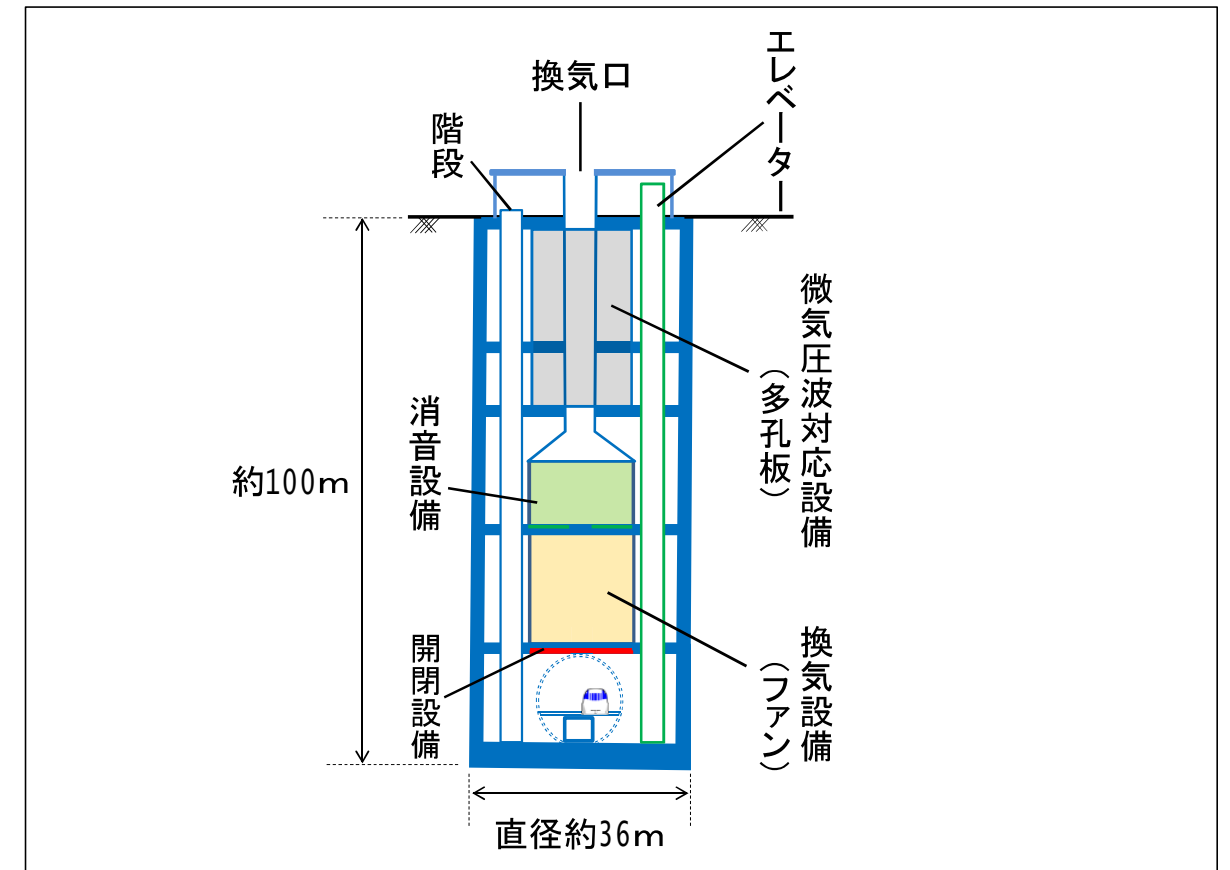 換気口
エレベーター
階段
微気圧波対応設備
（多孔板）
消音設備
約100ｍ
開閉設備
換気設備
（ファン）
直径約36ｍ